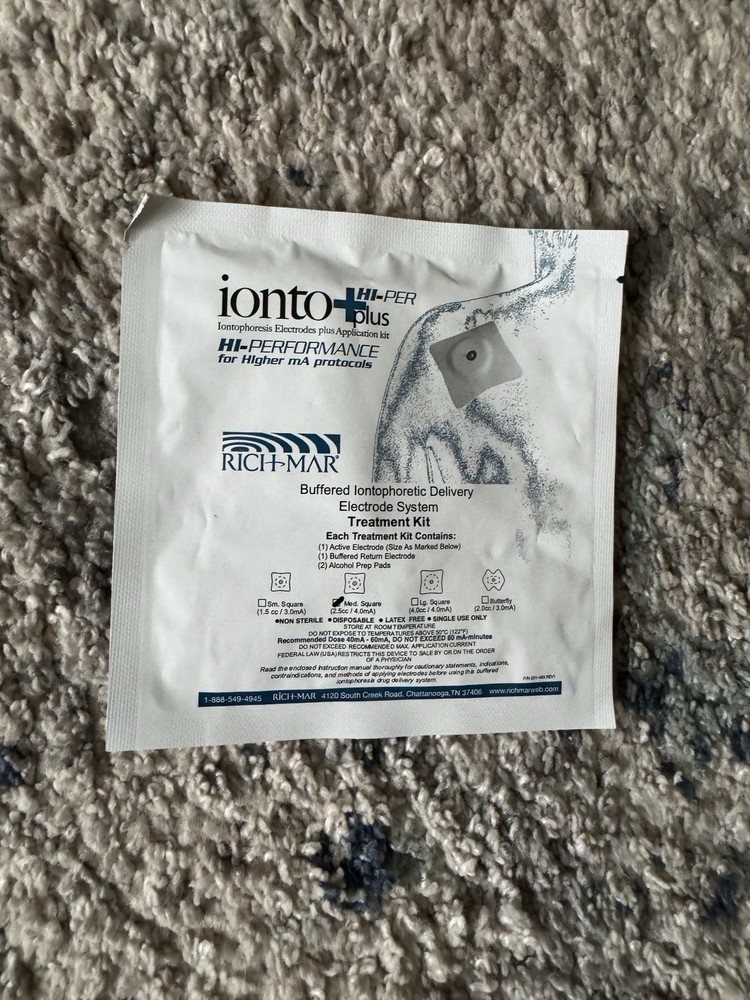 ionto+plus HI-PER
Iontophoresis Electrodes plus Application kit
HI-PERFORMANCE
for Higher mA protocols
RICH-MAR®
Buffered Iontophoretic Delivery
Electrode System
Treatment Kit
Each Treatment Kit Contains:
(1) Active Electrode (Size As Marked Below)
(1) Buffered Return Electrode
(2) Alcohol Prep Pads
Sm. Square Med. Square Lg. Square Butterfly
(1.5 cc / 3.0mA) (2.5cc / 4.0mA) (4.0cc / 4.0mA) (2.0cc / 3.0mA)
●NON STERILE ●DISPOSABLE ●LATEX FREE ●SINGLE USE ONLY
STORE AT ROOM TEMPERATURE
DO NOT EXPOSE TO TEMPERATURES ABOVE 50°C (122°F)
Recommended Dose 40mA - 60mA, DO NOT EXCEED 80 mA-minutes
DO NOT EXCEED RECOMMENDED MAX. APPLICATION CURRENT
FEDERAL LAW (USA) RESTRICTS THIS DEVICE TO SALE BY OR ON THE ORDER
OF A PHYSICIAN
Read the enclosed instruction manual thoroughly for cautionary statements, indications,
contraindications, and methods of applying electrodes before using this buffered
iontophoresis drug delivery system.
1-888-549-4945 RICH-MAR 4120 South Creek Road, Chattanooga, TN 37406 www.richmarweb.com